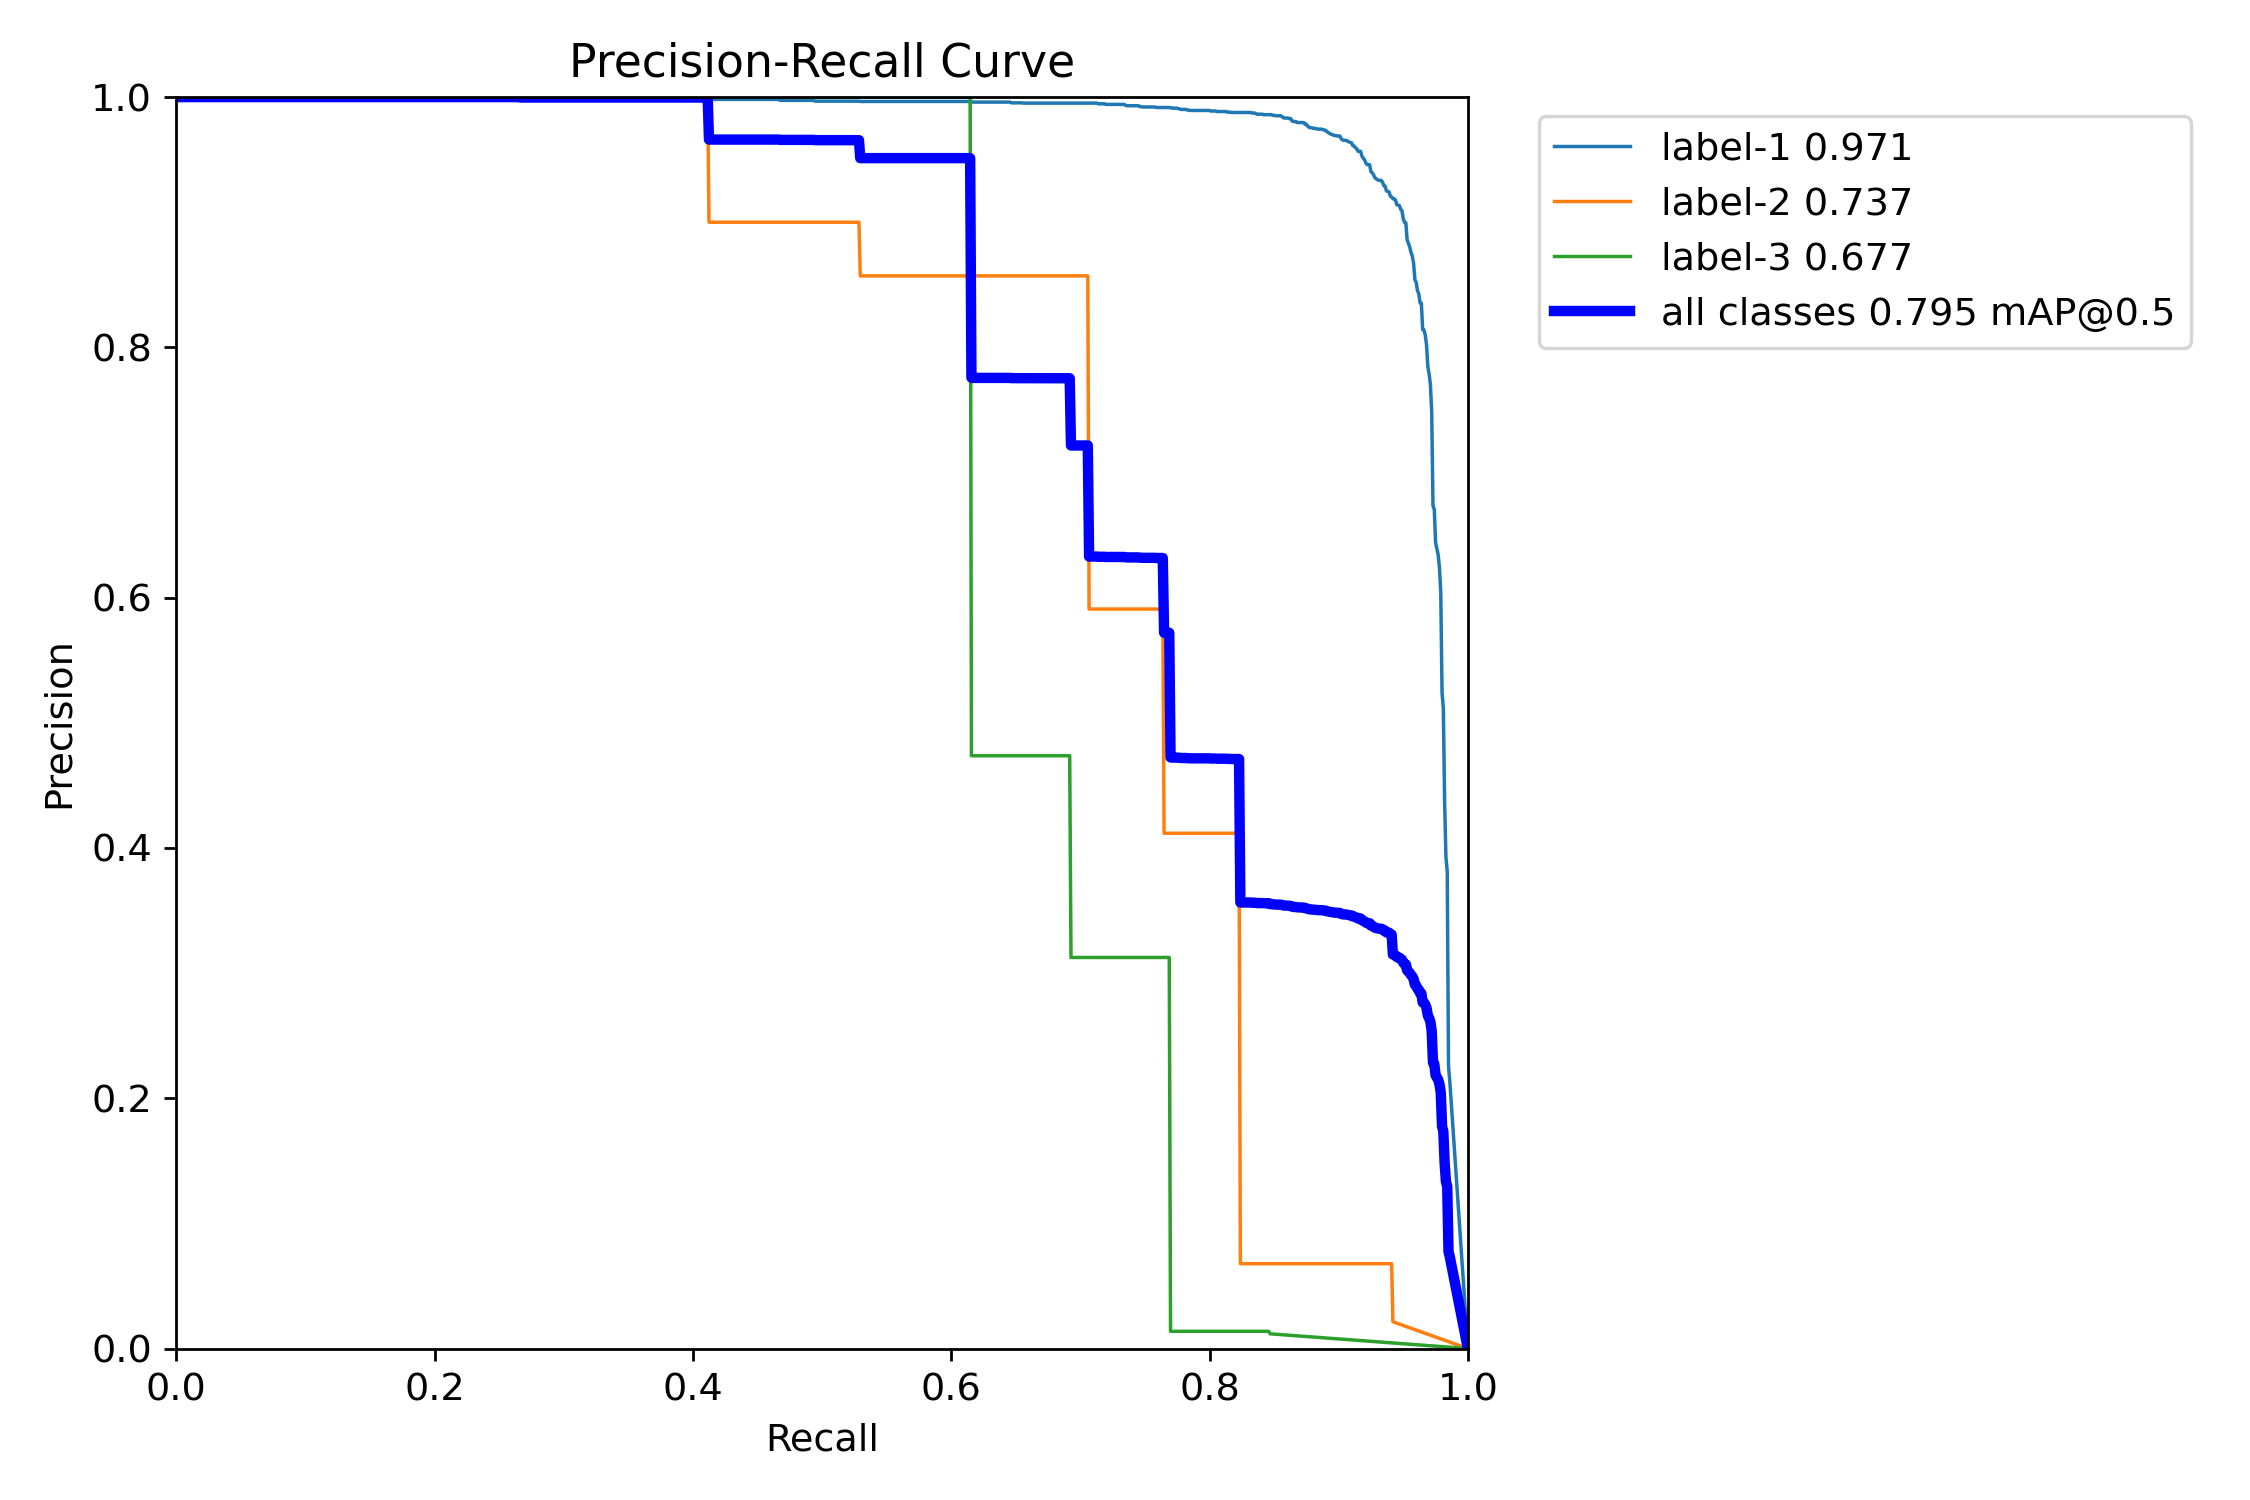 Precision-Recall Curve
1.0
0.8
0.6
0.4
0.2
0.0
Precision
0.0 0.2 0.4 0.6 0.8 1.0
Recall
label-1 0.971
label-2 0.737
label-3 0.677
all classes 0.795 mAP@0.5